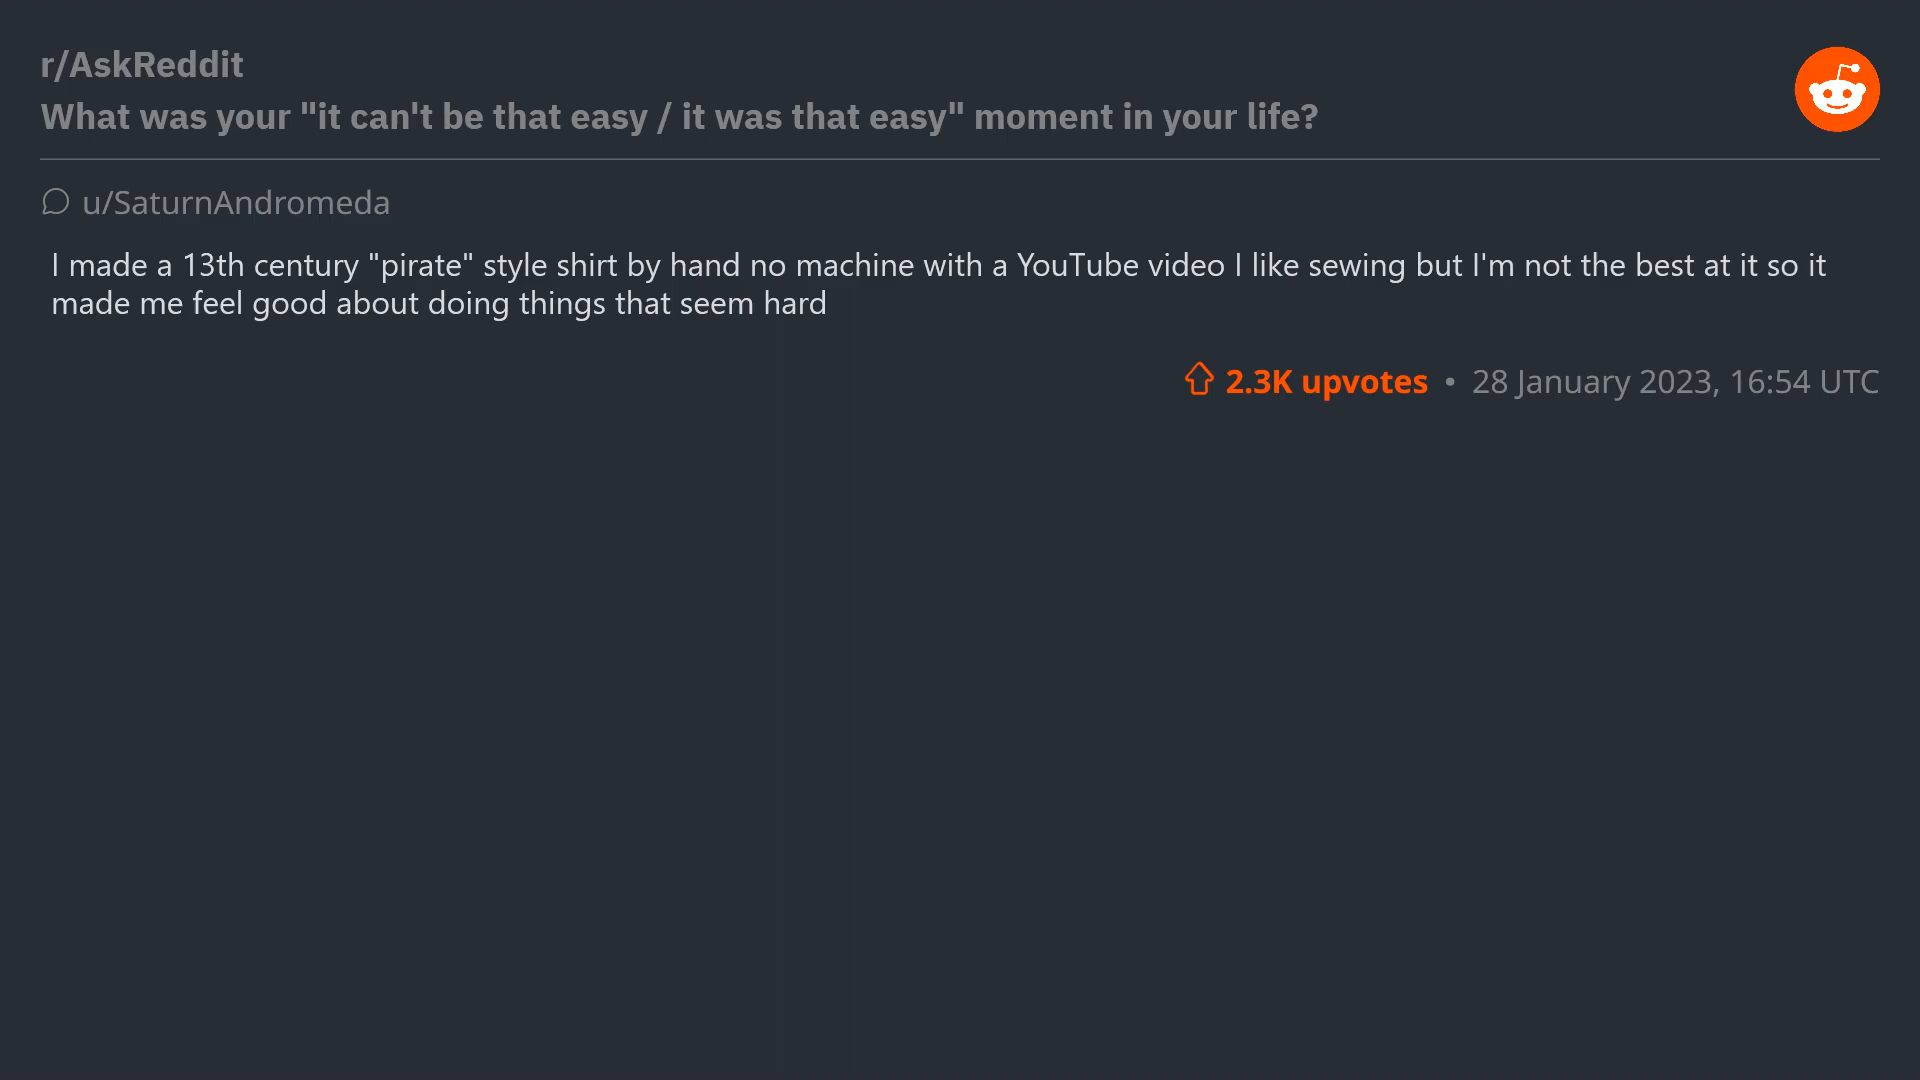 r/AskReddit
What was your "it can't be that easy / it was that easy" moment in your life?
u/SaturnAndromeda
I made a 13th century "pirate" style shirt by hand no machine with a YouTube video I like sewing but I'm not the best at it so it
made me feel good about doing things that seem hard
2.3K upvotes • 28 January 2023, 16:54 UTC